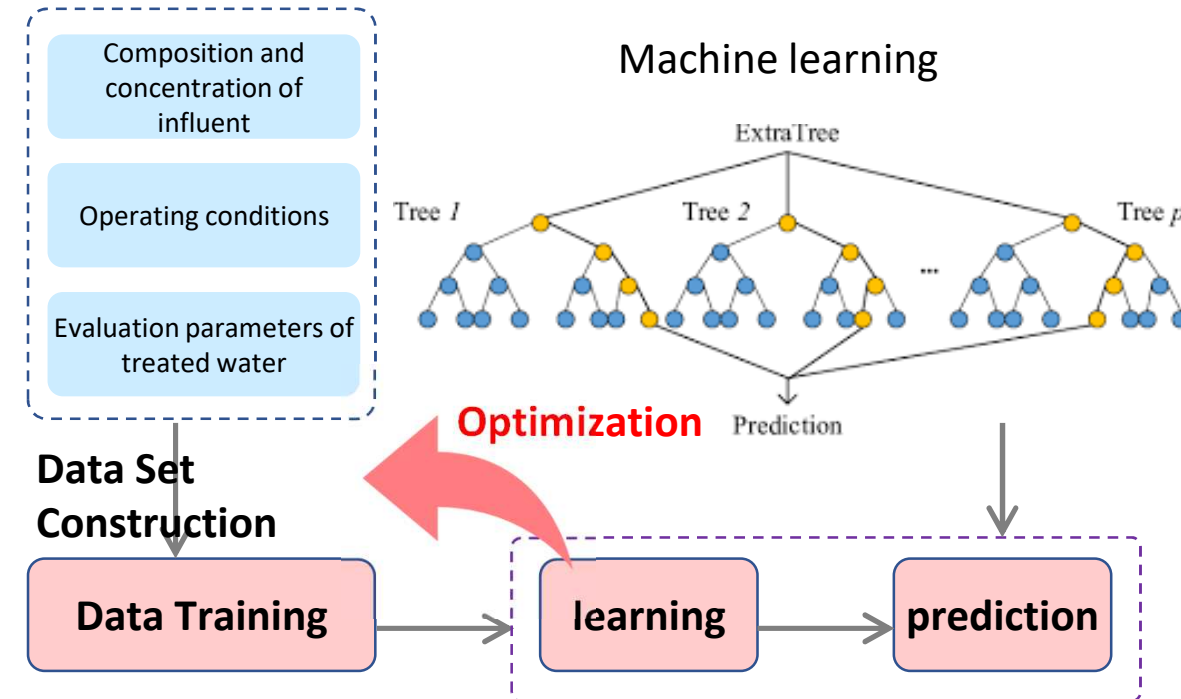 Composition and
concentration of
influent
Operating conditions
Evaluation parameters of
treated water
Machine learning
ExtraTree
Tree 1
Tree 2
Tree p
...
Prediction
Optimization
Data Set
Construction
Data Training
learning
prediction